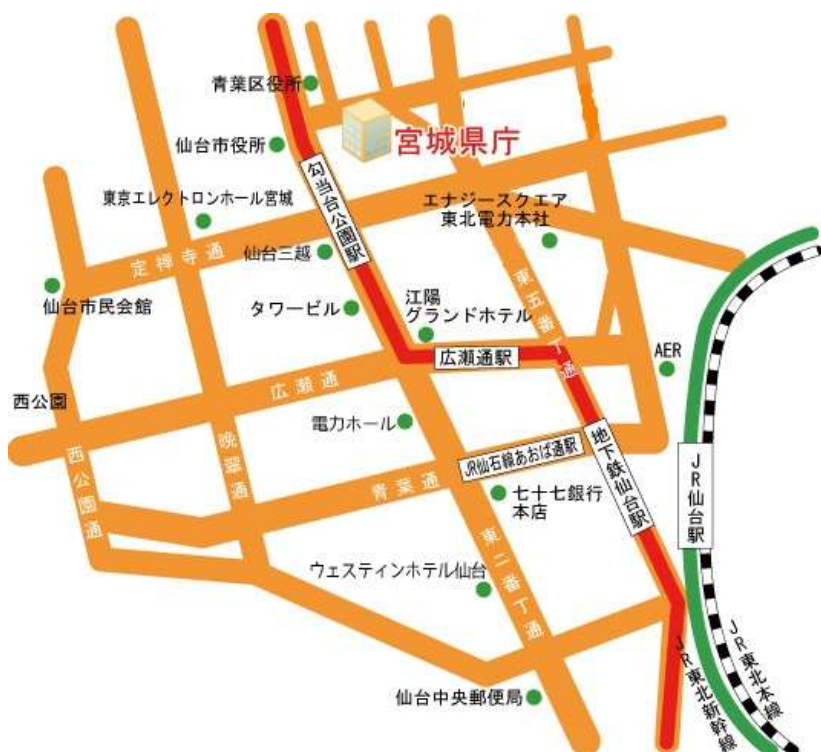 青葉区役所
仙台市役所
宮城県庁
勾当台公園駅
東京エレクトロンホール宮城
エナジースクエア
東北電力本社
定禅寺通
仙台三越
仙台市民会館
タワービル
江陽
グランドホテル
東五番丁通
広瀬通駅
AER
広瀬通
西公園
電力ホール
晩翠通
西公園通
青葉通
JR仙石線あおば通駅
地下鉄仙台駅
JR仙台駅
七十七銀行
本店
東二番丁通
ウェスティンホテル仙台
仙台中央郵便局
JR東北新幹線
JR東北本線